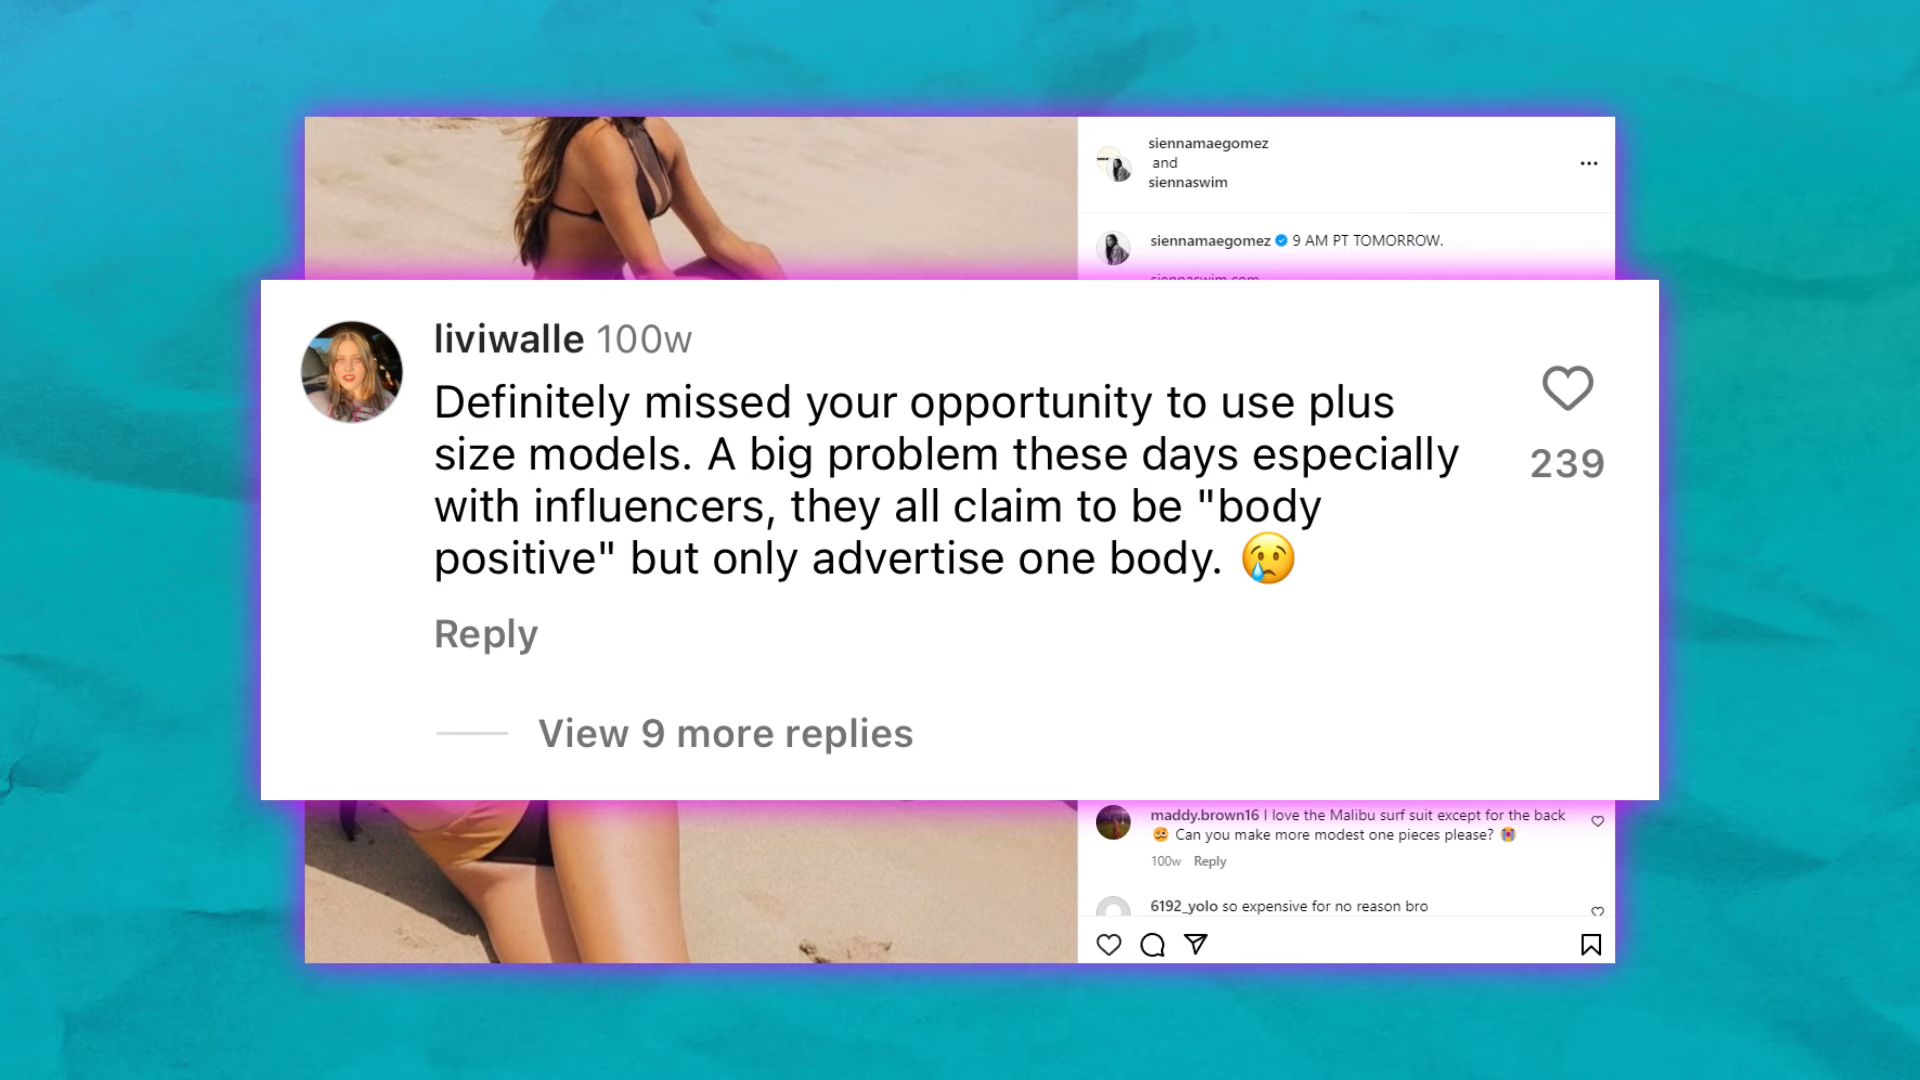 siennamaegomez
and
siennaswim
siennamaegomez 9 AM PT TOMORROW.
siennaswim.com
liviwalle 100w
Definitely missed your opportunity to use plus
size models. A big problem these days especially
with influencers, they all claim to be "body
positive" but only advertise one body. 😢
239
Reply
View 9 more replies
maddy.brown16 I love the Malibu surf suit except for the back
🥴 Can you make more modest one pieces please? 😭
100w Reply
6192_yolo so expensive for no reason bro